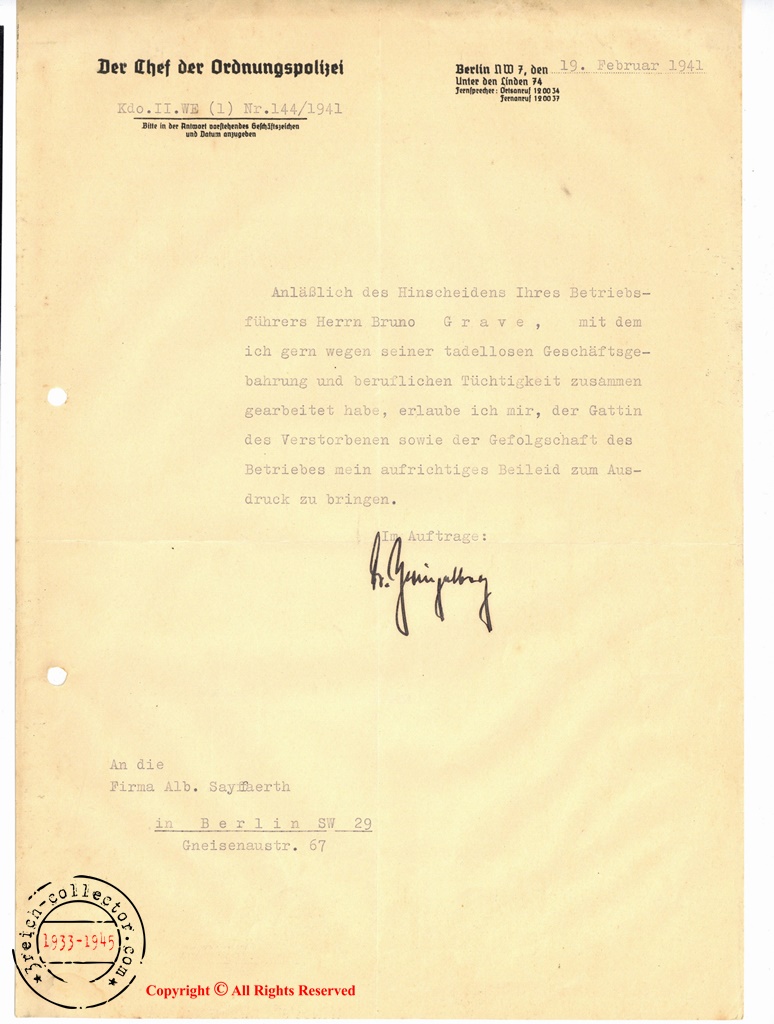 Der Chef der Ordnungspolizei
Kdo.II.WE (1) Nr.144/1941
Bitte in der Antwort vorstehendes Geschäftszeichen
und Datum anzugeben
Berlin NW 7, den 19. Februar 1941
Unter den Linden 74
Fernsprecher: Ortsanruf 12 00 34
Fernanruf 12 00 37
Anläßlich des Hinscheidens Ihres Betriebs-
führers Herrn Bruno G r a v e , mit dem
ich gern wegen seiner tadellosen Geschäftsge-
bahrung und beruflichen Tüchtigkeit zusammen
gearbeitet habe, erlaube ich mir, der Gattin
des Verstorbenen sowie der Gefolgschaft des
Betriebes mein aufrichtiges Beileid zum Aus-
druck zu bringen.
Im Auftrage:
An die
Firma Alb. Sayffaerth
in B e r l i n SW 29
Gneisenaustr. 67
3reich-collector.com
1933-1945
Copyright © All Rights Reserved